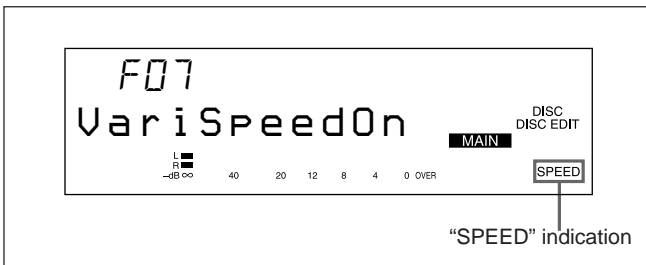 F07
VariSpeedOn
DISC
DISC EDIT
MAIN
L
R
–dB ∞ 40 20 12 8 4 0 OVER
SPEED
“SPEED” indication